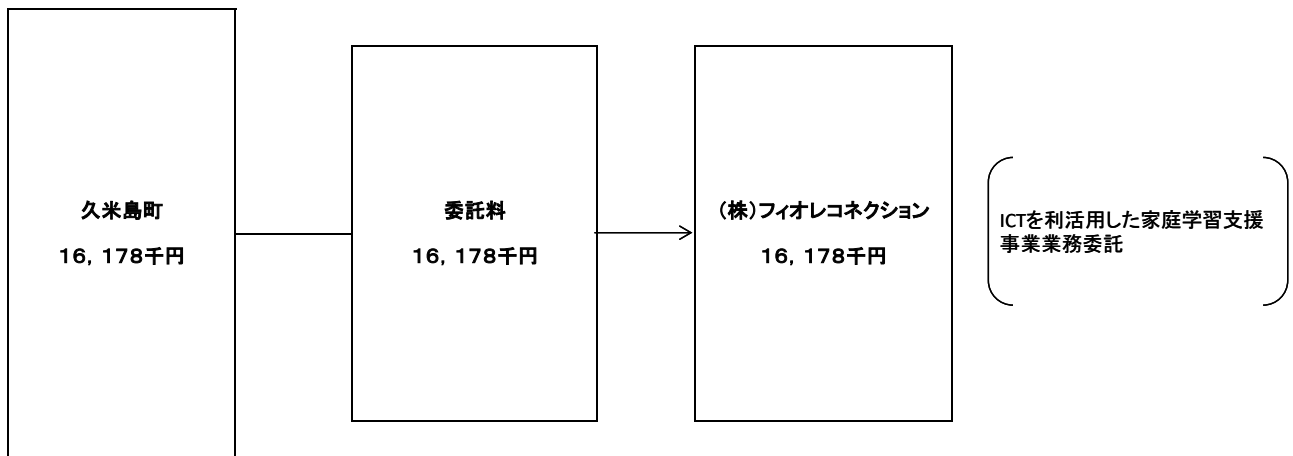 久米島町
16，178千円
委託料
16，178千円
（株）フィオレコネクション
16，178千円
ICTを利活用した家庭学習支援
事業業務委託